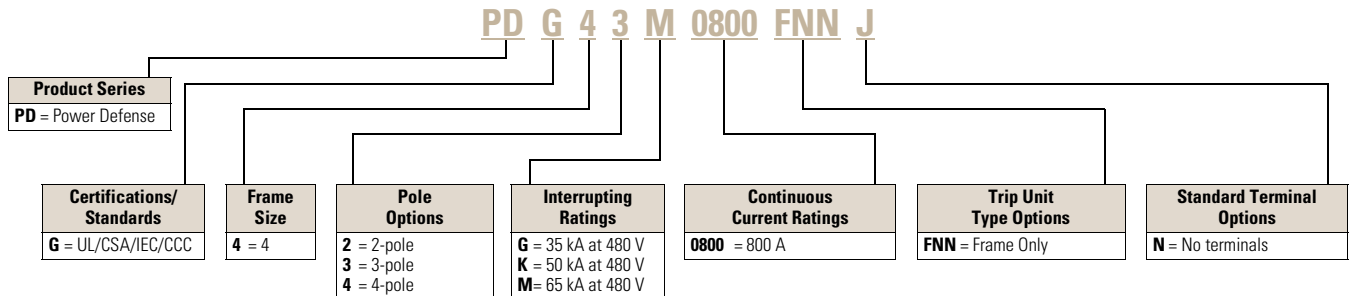 PD G 4 3 M 0800 FNN J
Product Series
PD = Power Defense
Certifications/
Standards
G = UL/CSA/IEC/CCC
Frame
Size
4 = 4
Pole
Options
2 = 2-pole
3 = 3-pole
4 = 4-pole
Interrupting
Ratings
G = 35 kA at 480 V
K = 50 kA at 480 V
M= 65 kA at 480 V
Continuous
Current Ratings
0800 = 800 A
Trip Unit
Type Options
FNN = Frame Only
Standard Terminal
Options
N = No terminals